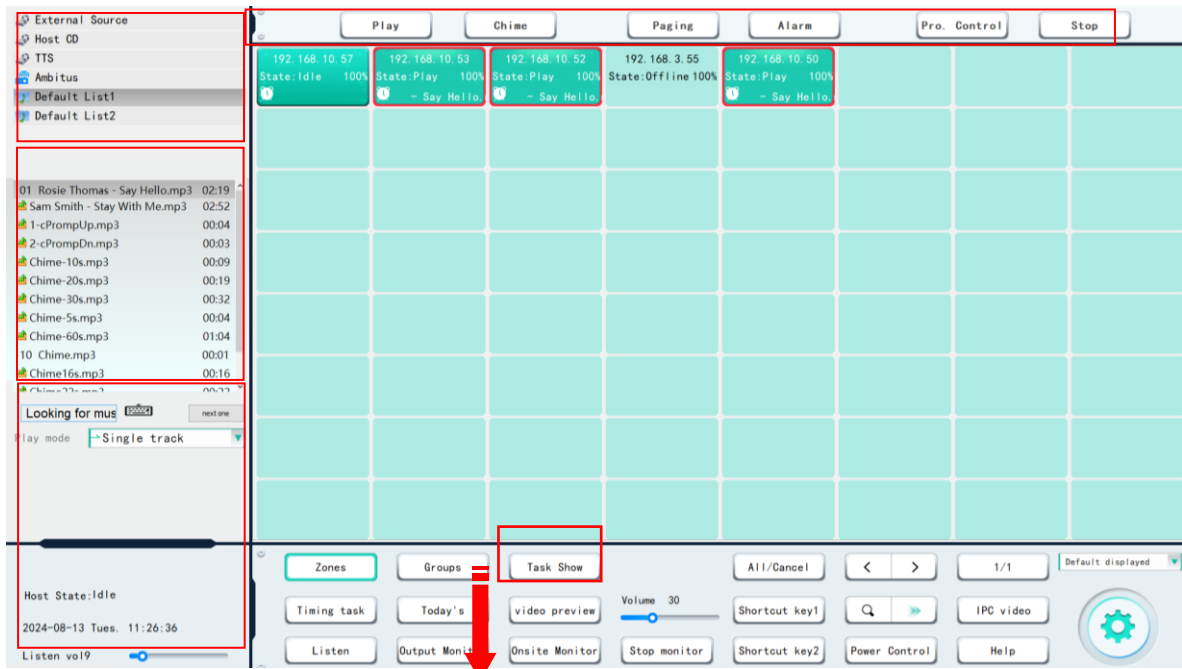 External Source
Host CD
TTS
Ambitus
Default List1
Default List2
01 Rosie Thomas - Say Hello.mp3 02:19
Sam Smith - Stay With Me.mp3 02:52
1-cPrompUp.mp3 00:04
2-cPrompDn.mp3 00:03
Chime-10s.mp3 00:09
Chime-20s.mp3 00:19
Chime-30s.mp3 00:32
Chime-5s.mp3 00:04
Chime-60s.mp3 01:04
10 Chime.mp3 00:01
Chime16s.mp3 00:16
Looking for mus next one
Play mode Single track
Host State:Idle
2024-08-13 Tues. 11:26:36
Listen vol9
Play Chime Paging Alarm Pro. Control Stop
192.168.10.57 192.168.10.53 192.168.10.52 192.168.3.55 192.168.10.50
State:Idle 100% State:Play 100% State:Play 100% State:Offline 100% State:Play 100%
- Say Hello. - Say Hello. - Say Hello.
Zones Groups Task Show All/Cancel < > 1/1 Default displayed
Timing task Today's video preview Volume 30 Shortcut key1 IPC video
Listen Output Onsite Monitor Stop monitor Shortcut key2 Power Control Help